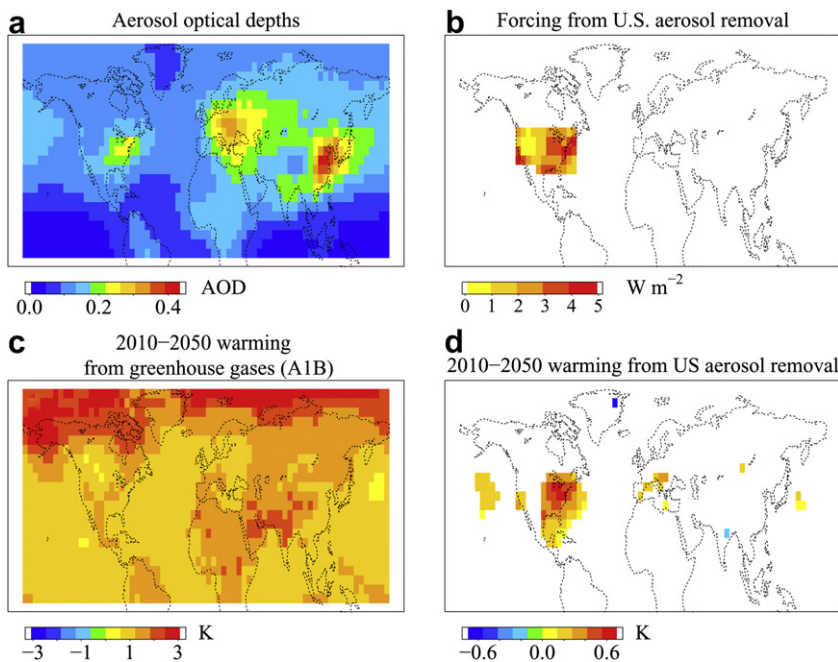 a
Aerosol optical depths
0.0 0.2 0.4 AOD
b
Forcing from U.S. aerosol removal
0 1 2 3 4 5 W m⁻²
c
2010−2050 warming
from greenhouse gases (A1B)
−3 −1 1 3 K
d
2010−2050 warming from US aerosol removal
−0.6 0.0 0.6 K